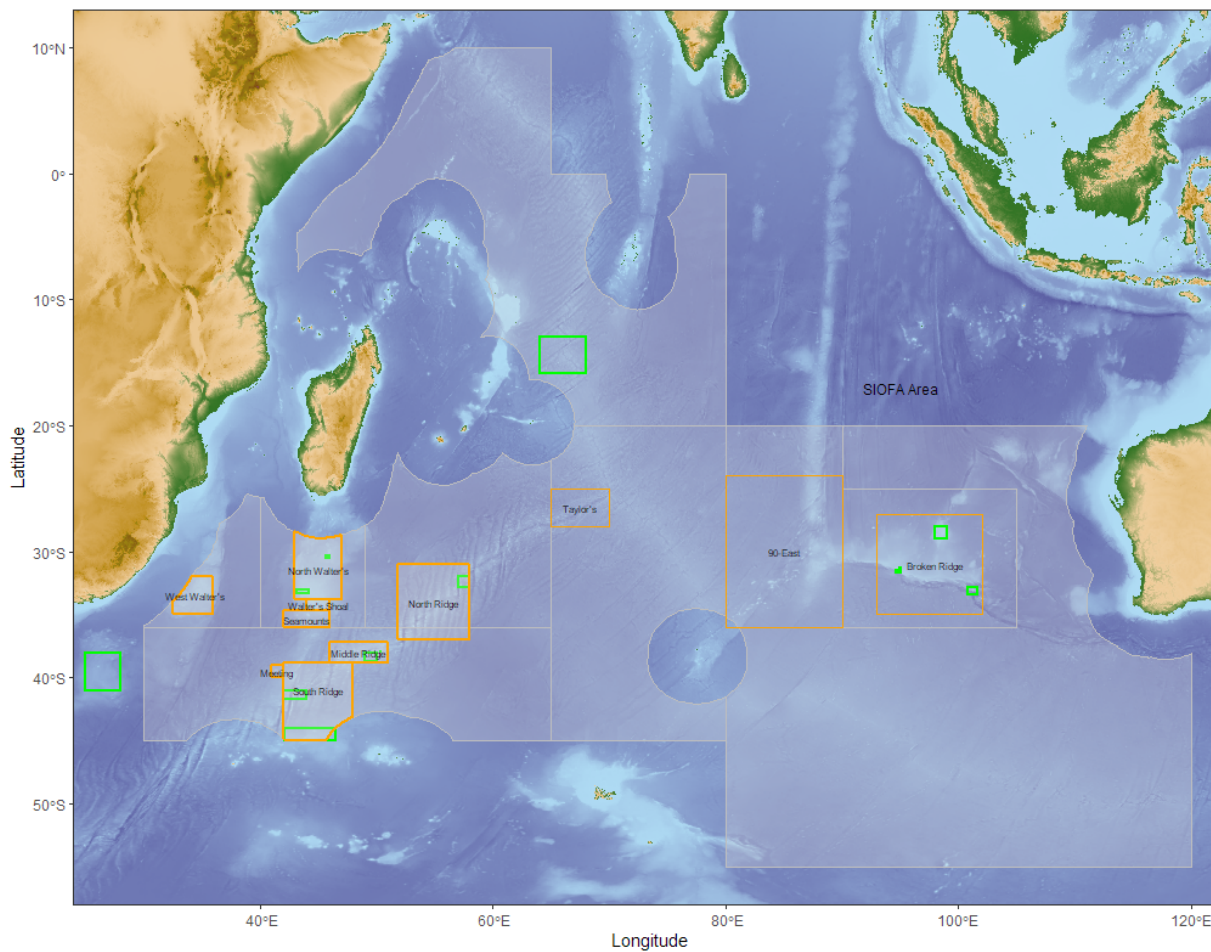 10°N
0°
10°S
20°S
30°S
40°S
50°S
Latitude
SIOFA Area
Taylor's
90-East
Broken Ridge
North Walter's
West Walter's
Walter's Shoal
Seamounts
North Ridge
Middle Ridge
Meeting
South Ridge
40°E
60°E
80°E
100°E
120°E
Longitude